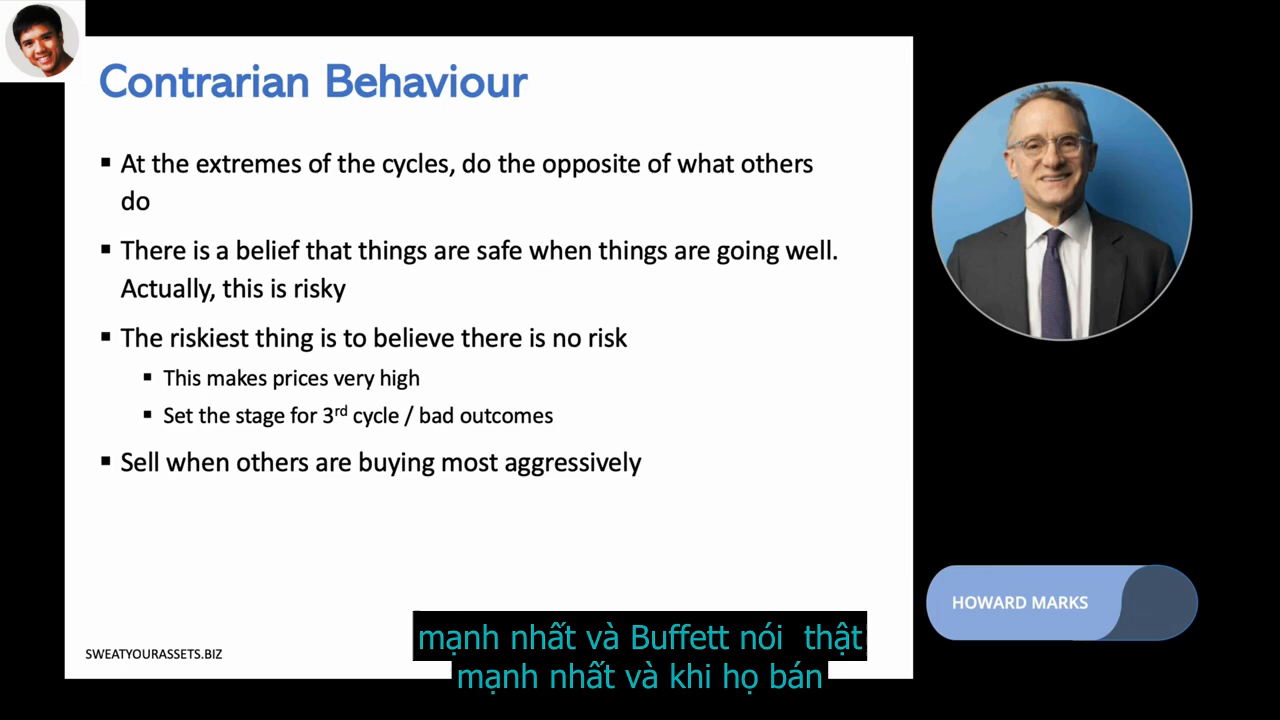 Contrarian Behaviour
▪ At the extremes of the cycles, do the opposite of what others
do
▪ There is a belief that things are safe when things are going well.
Actually, this is risky
▪ The riskiest thing is to believe there is no risk
▪ This makes prices very high
▪ Set the stage for 3rd cycle / bad outcomes
▪ Sell when others are buying most aggressively
HOWARD MARKS
SWEATYOURASSETS.BIZ
mạnh nhất và Buffett nói thật
mạnh nhất và khi họ bán